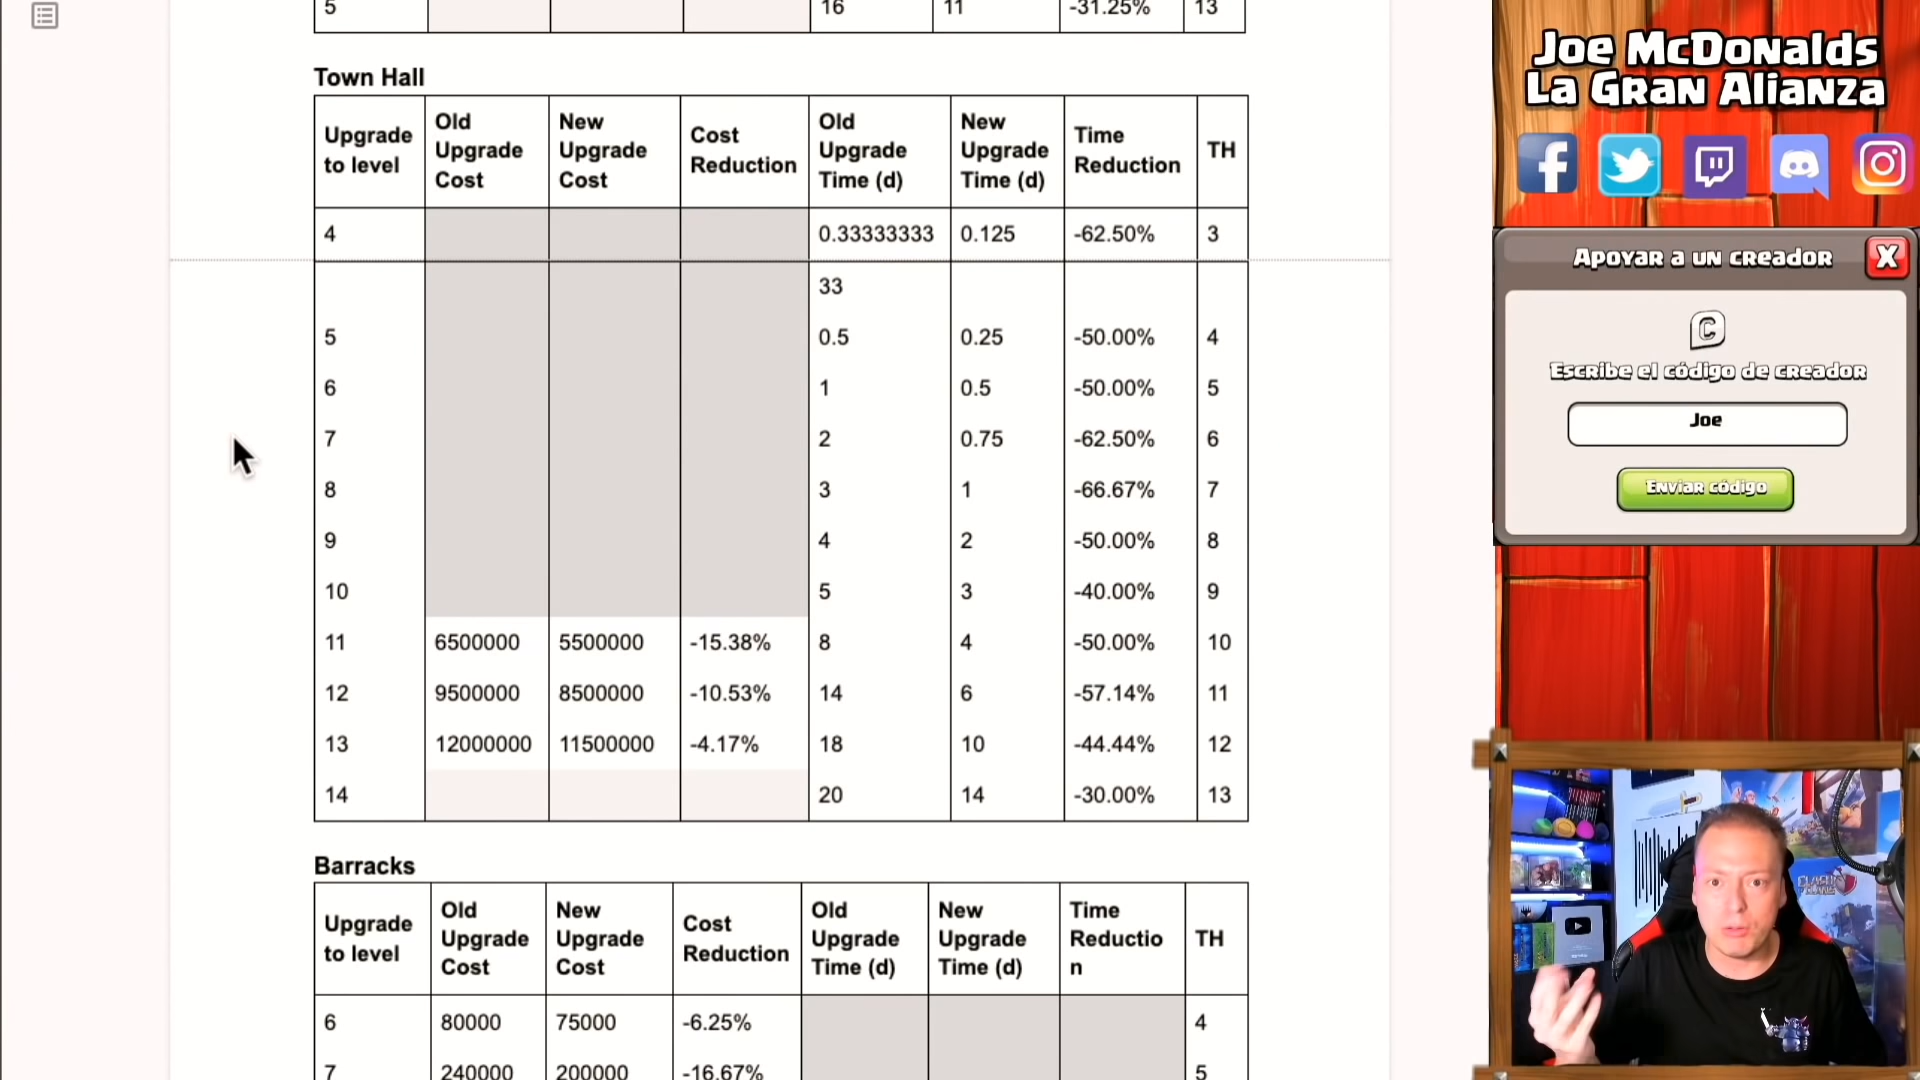 5 16 11 -31.25% 13
Town Hall
Upgrade to level Old Upgrade Cost New Upgrade Cost Cost Reduction Old Upgrade Time (d) New Upgrade Time (d) Time Reduction TH
4 0.33333333 0.125 -62.50% 3
33
5 0.5 0.25 -50.00% 4
6 1 0.5 -50.00% 5
7 2 0.75 -62.50% 6
8 3 1 -66.67% 7
9 4 2 -50.00% 8
10 5 3 -40.00% 9
11 6500000 5500000 -15.38% 8 4 -50.00% 10
12 9500000 8500000 -10.53% 14 6 -57.14% 11
13 12000000 11500000 -4.17% 18 10 -44.44% 12
14 20 14 -30.00% 13
Barracks
Upgrade to level Old Upgrade Cost New Upgrade Cost Cost Reduction Old Upgrade Time (d) New Upgrade Time (d) Time Reductio n TH
6 80000 75000 -6.25% 4
7 240000 200000 -16.67% 5
Joe McDonalds
La Gran Alianza
Apoyar a un creador X
C
Escribe el código de creador
Joe
Enviar código